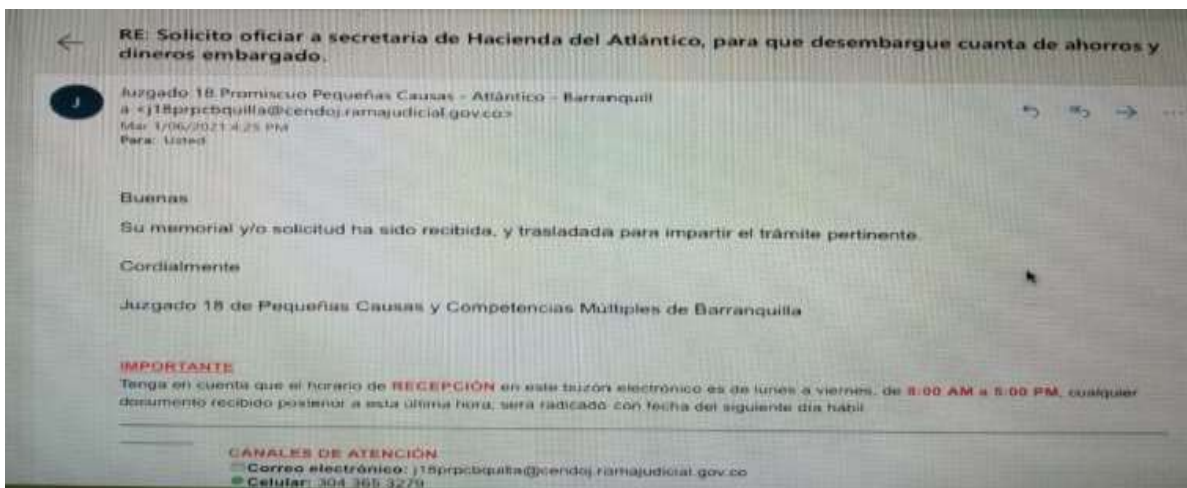 RE: Solicito oficiar a secretaria de Hacienda del Atlántico, para que desembargue cuanta de ahorros y
dineros embargado.
J
Juzgado 18 Promiscuo Pequeñas Causas - Atlántico - Barranquill
a <j18prpcbquilla@cendoj.ramajudicial.gov.co>
Mar 1/06/2021 4:25 PM
Para: Usted
Buenas
Su memorial y/o solicitud ha sido recibida, y trasladada para impartir el trámite pertinente.
Cordialmente
Juzgado 18 de Pequeñas Causas y Competencias Múltiples de Barranquilla
IMPORTANTE
Tenga en cuenta que el horario de RECEPCIÓN en este buzón electrónico es de lunes a viernes, de 8:00 AM a 5:00 PM, cualquier
documento recibido posterior a esta última hora, será radicado con fecha del siguiente día hábil
CANALES DE ATENCIÓN
Correo electrónico: j18prpcbquilla@cendoj.ramajudicial.gov.co
Celular: 304 365 3279